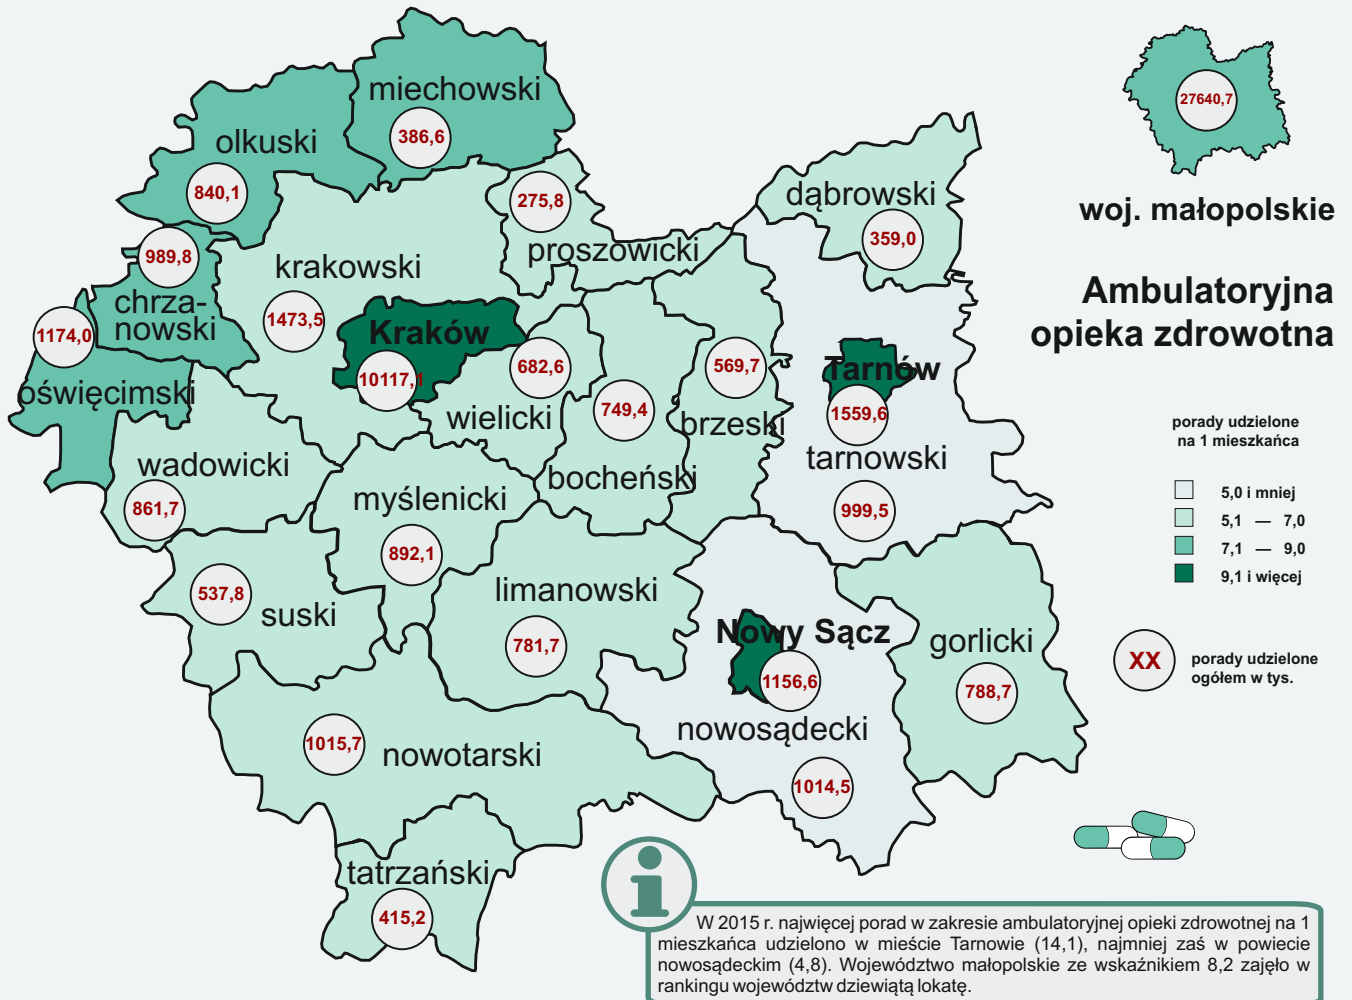 miechowski
386,6
olkuski
840,1
27640,7
woj. małopolskie
Ambulatoryjna
opieka zdrowotna
275,8
proszowicki
dąbrowski
359,0
989,8
chrza-
nowski
krakowski
1473,5
1174,0
oświęcimski
Kraków
10117,1
682,6
wielicki
749,4
bocheński
569,7
brzeski
Tarnów
1559,6
tarnowski
999,5
porady udzielone
na 1 mieszkańca
5,0 i mniej
5,1 — 7,0
7,1 — 9,0
9,1 i więcej
XX
porady udzielone
ogółem w tys.
wadowicki
861,7
myślenicki
892,1
537,8
suski
limanowski
781,7
Nowy Sącz
1156,6
nowosądecki
1014,5
gorlicki
788,7
1015,7
nowotarski
tatrzański
415,2
W 2015 r. najwięcej porad w zakresie ambulatoryjnej opieki zdrowotnej na 1
mieszkańca udzielono w mieście Tarnowie (14,1), najmniej zaś w powiecie
nowosądeckim (4,8). Województwo małopolskie ze wskaźnikiem 8,2 zajęło w
rankingu województw dziewiątą lokatę.